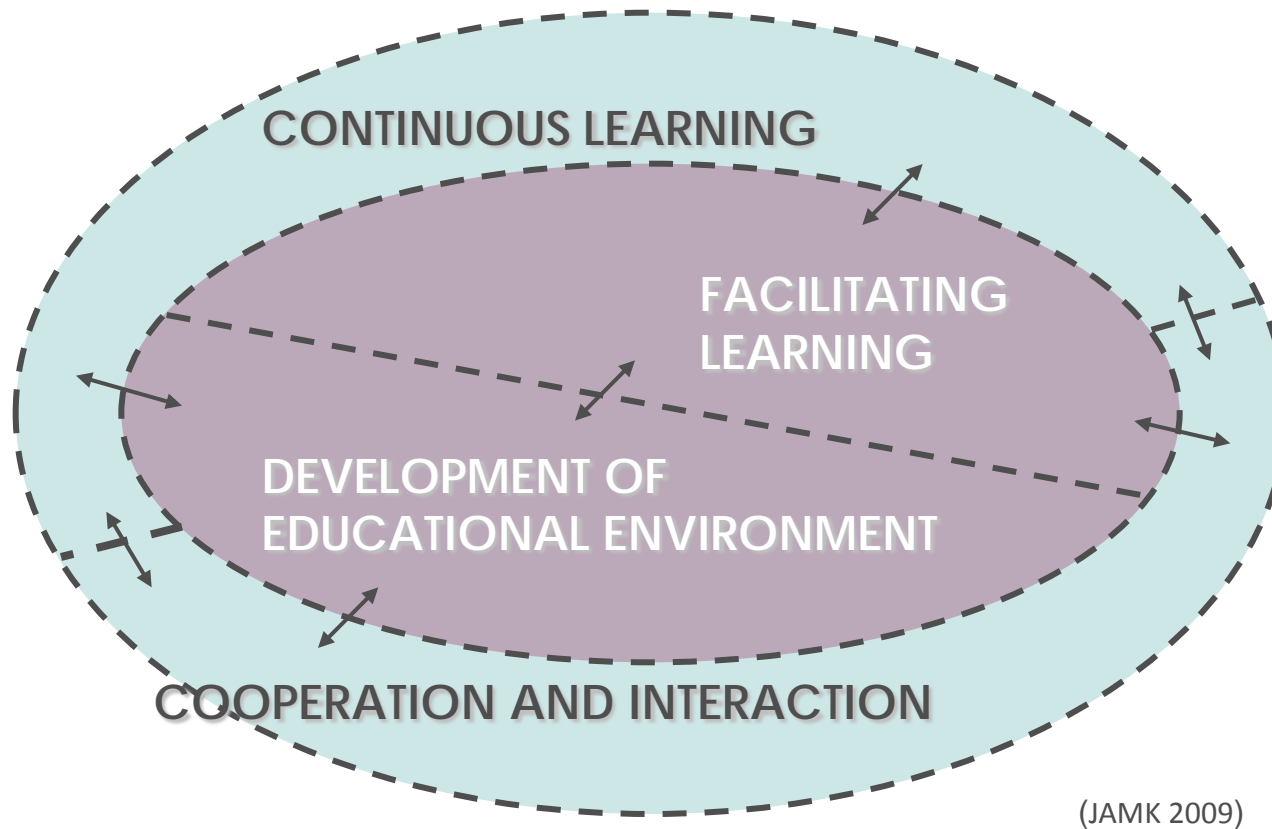 CONTINUOUS LEARNING
FACILITATING
LEARNING
DEVELOPMENT OF
EDUCATIONAL ENVIRONMENT
COOPERATION AND INTERACTION
(JAMK 2009)